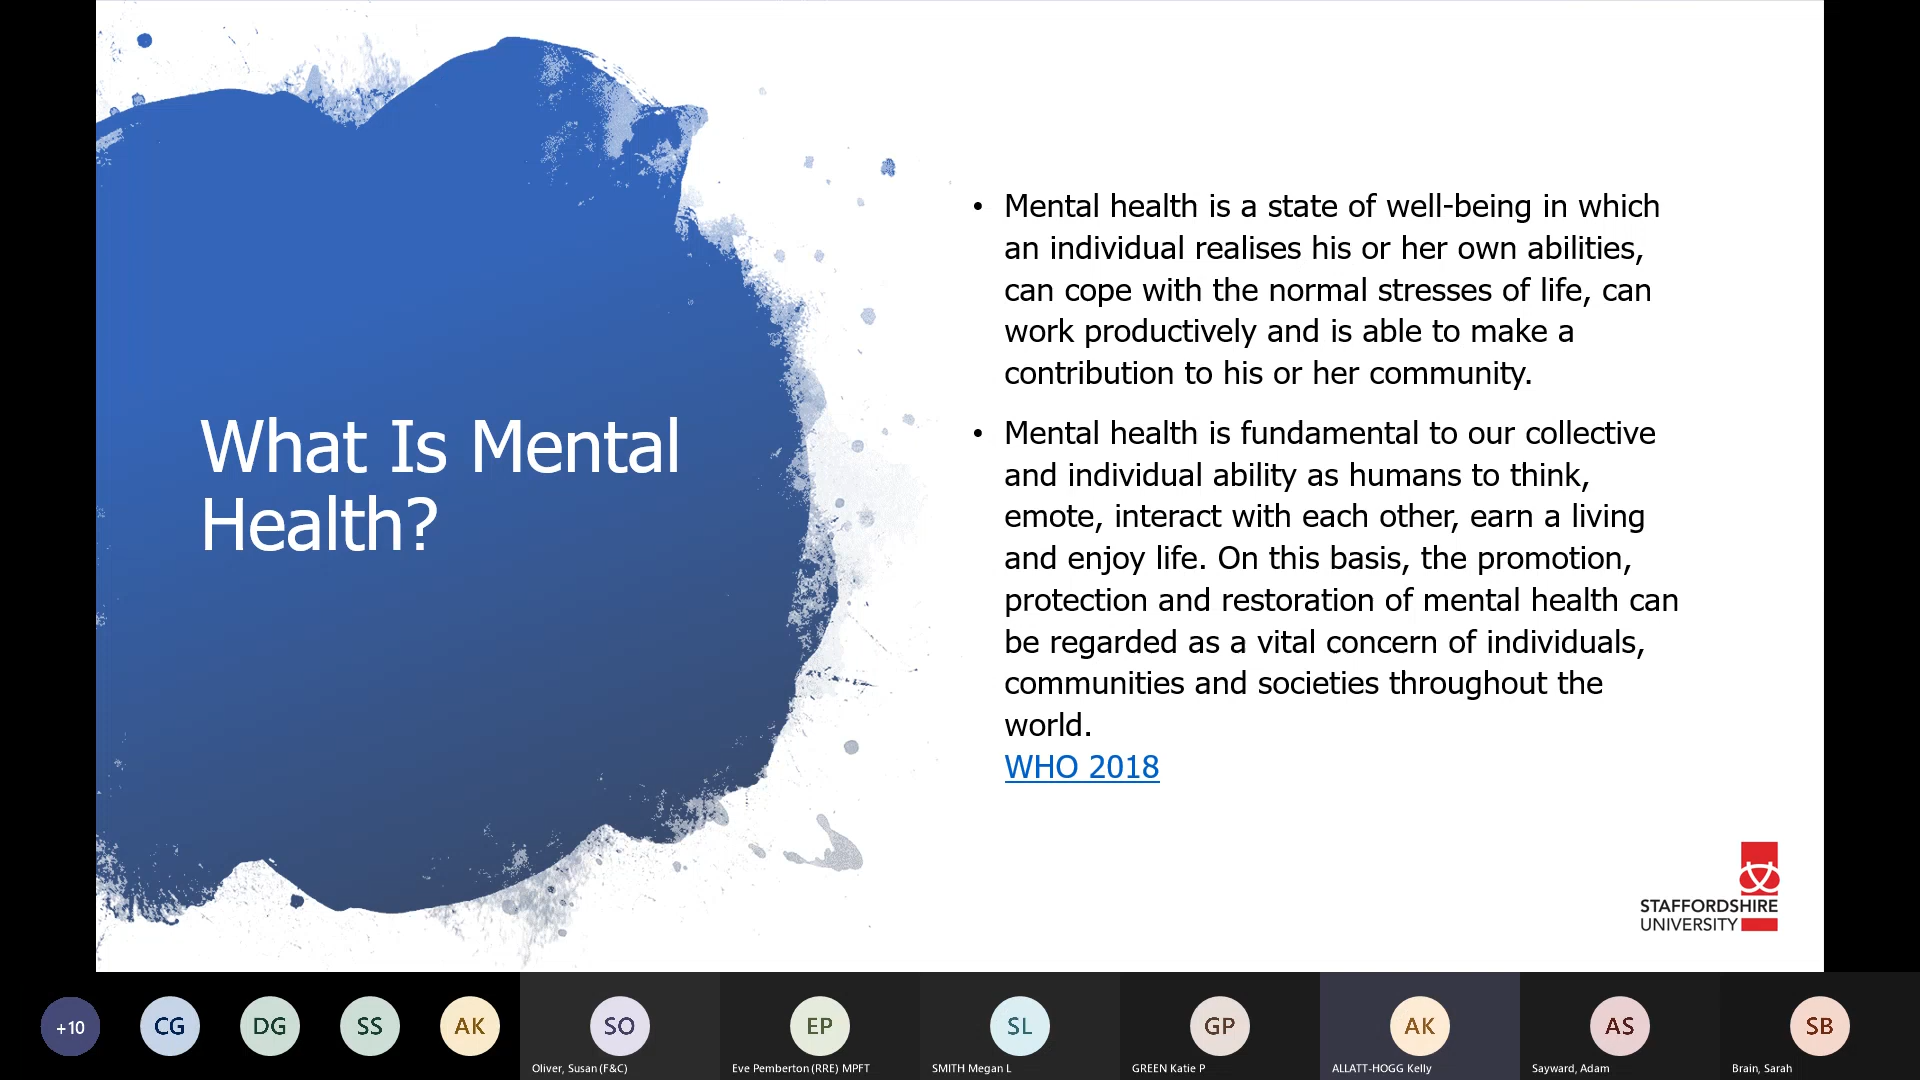 What Is Mental
Health?
• Mental health is a state of well-being in which
an individual realises his or her own abilities,
can cope with the normal stresses of life, can
work productively and is able to make a
contribution to his or her community.
• Mental health is fundamental to our collective
and individual ability as humans to think,
emote, interact with each other, earn a living
and enjoy life. On this basis, the promotion,
protection and restoration of mental health can
be regarded as a vital concern of individuals,
communities and societies throughout the
world.
WHO 2018
STAFFORDSHIRE
UNIVERSITY
+10
CG
DG
SS
AK
SO
Oliver, Susan (F&C)
EP
Eve Pemberton (RRE) MPFT
SL
SMITH Megan L
GP
GREEN Katie P
AK
ALLATT-HOGG Kelly
AS
Sayward, Adam
SB
Brain, Sarah